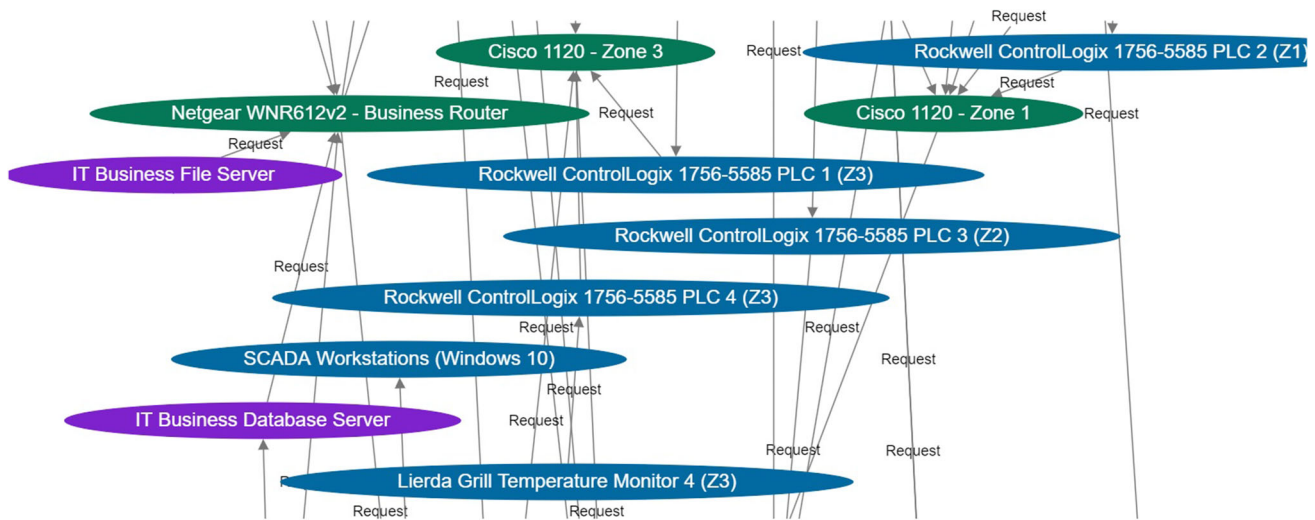 Request
Cisco 1120 - Zone 3
Request
Rockwell ControlLogix 1756-5585 PLC 2 (Z1)
Request
Netgear WNR612v2 - Business Router
Request
Cisco 1120 - Zone 1
Request
Request
IT Business File Server
Rockwell ControlLogix 1756-5585 PLC 1 (Z3)
Rockwell ControlLogix 1756-5585 PLC 3 (Z2)
Request
Rockwell ControlLogix 1756-5585 PLC 4 (Z3)
Request
Request
SCADA Workstations (Windows 10)
Request
Request
IT Business Database Server
Request
Request
Request
Lierda Grill Temperature Monitor 4 (Z3)
Request
Request